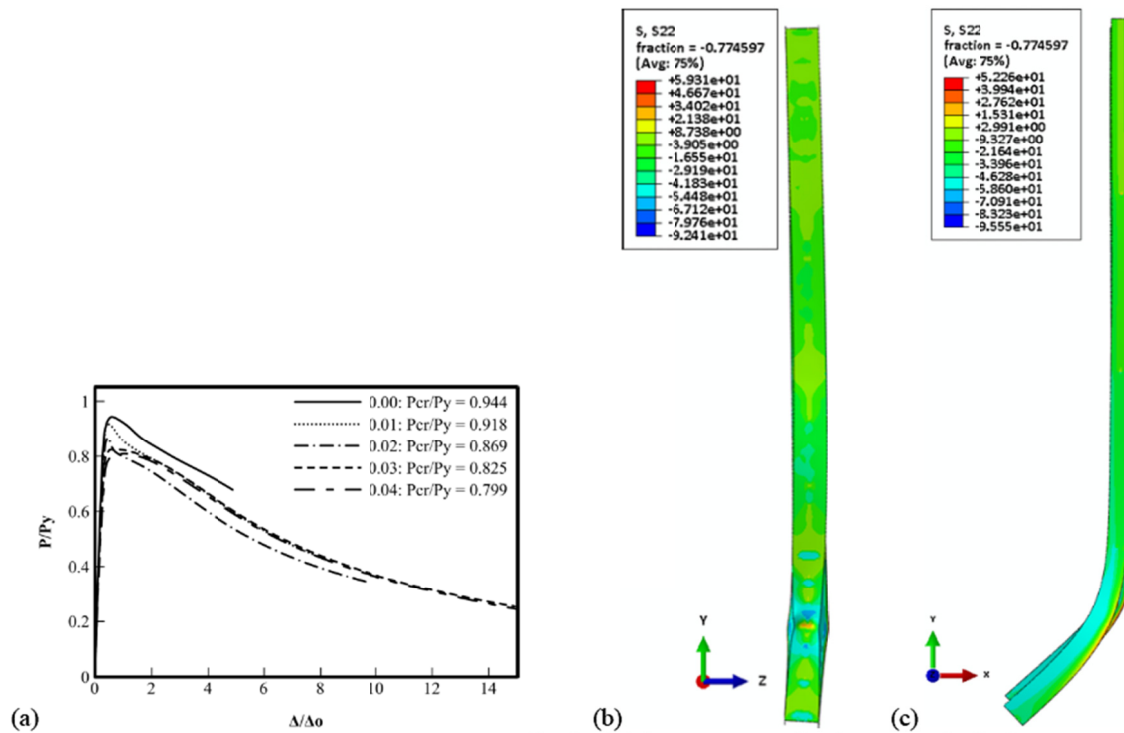 S, S22
fraction = -0.774597
(Avg: 75%)
+5.931e+01
+4.667e+01
+3.402e+01
+2.138e+01
+8.738e+00
-3.905e+00
-1.655e+01
-2.919e+01
-4.183e+01
-5.448e+01
-6.712e+01
-7.976e+01
-9.241e+01
Y
Z
(b)
S, S22
fraction = -0.774597
(Avg: 75%)
+5.226e+01
+3.994e+01
+2.762e+01
+1.531e+01
+2.991e+00
-9.327e+00
-2.164e+01
-3.396e+01
-4.628e+01
-5.860e+01
-7.091e+01
-8.323e+01
-9.555e+01
Y
X
(c)
0.00: Pcr/Py = 0.944
0.01: Pcr/Py = 0.918
0.02: Pcr/Py = 0.869
0.03: Pcr/Py = 0.825
0.04: Pcr/Py = 0.799
P/Py
1
0.8
0.6
0.4
0.2
0
0 2 4 6 8 10 12 14
Δ/Δo
(a)